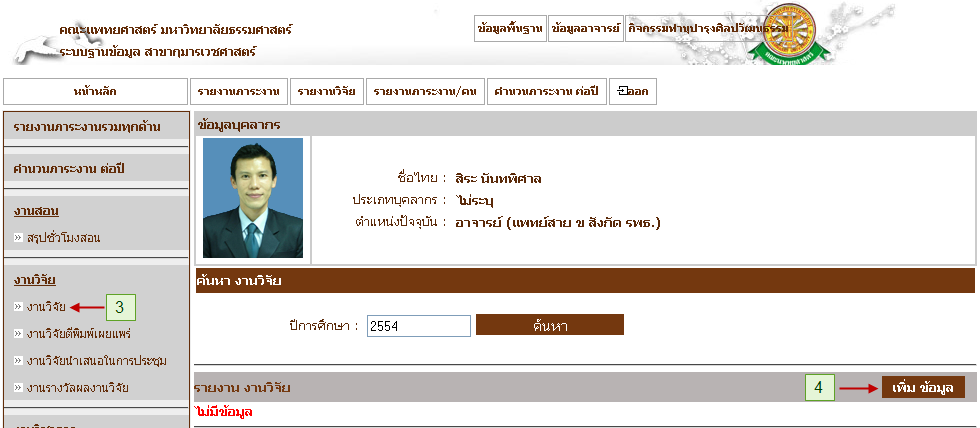 คณะแพทยศาสตร์ มหาวิทยาลัยธรรมศาสตร์
ระบบฐานข้อมูล สาขากุมารเวชศาสตร์
ข้อมูลพื้นฐาน ข้อมูลอาจารย์ กิจกรรมทำนุบำรุงศิลปวัฒนธรรม
หน้าหลัก รายงานภาระงาน รายงานวิจัย รายงานภาระงาน/คน คำนวนภาระงาน ต่อปี ออก
รายงานภาระงานรวมทุกด้าน
คำนวนภาระงาน ต่อปี
งานสอน
สรุปชั่วโมงสอน
งานวิจัย
งานวิจัย 3
งานวิจัยตีพิมพ์เผยแพร่
งานวิจัยนำเสนอในการประชุม
งานรางวัลผลงานวิจัย
ข้อมูลบุคลากร
ชื่อไทย : สิระ นันทพิศาล
ประเภทบุคลากร : ไม่ระบุ
ตำแหน่งปัจจุบัน : อาจารย์ (แพทย์สาย ข สังกัด รพธ.)
ค้นหา งานวิจัย
ปีการศึกษา : 2554 ค้นหา
รายงาน งานวิจัย 4 เพิ่ม ข้อมูล
ไม่มีข้อมูล